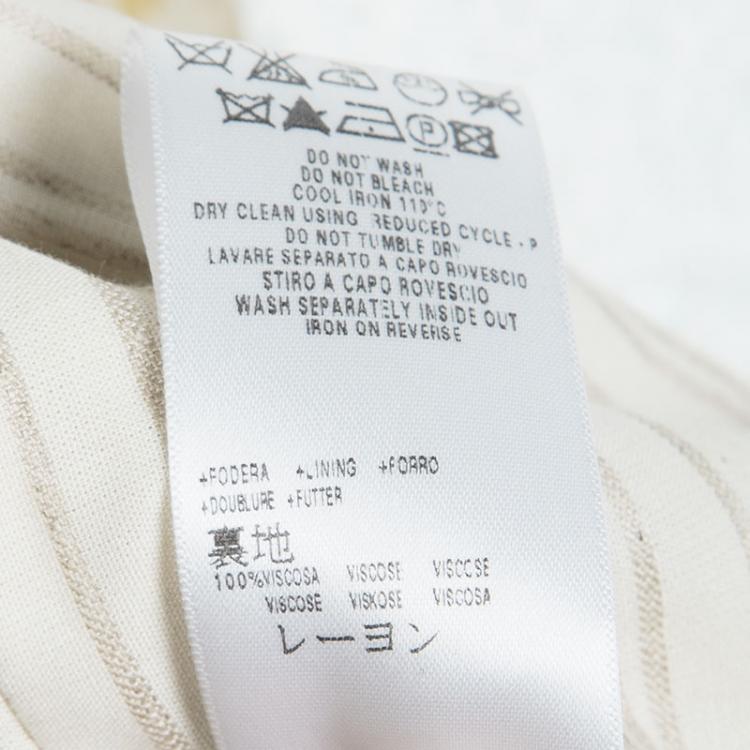 DO NOT WASH
DO NOT BLEACH
COOL IRON 110°C
DRY CLEAN USING REDUCED CYCLE - P
DO NOT TUMBLE DRY
LAVARE SEPARATO A CAPO ROVESCIO
STIRO A CAPO ROVESCIO
WASH SEPARATELY INSIDE OUT
IRON ON REVERSE
+FODERA +LINING +FORRO
+DOUBLURE +FUTTER
裏地
100%VISCOSA VISCOSE VISCOSE
VISCOSE VISKOSE VISCOSA
レーヨン